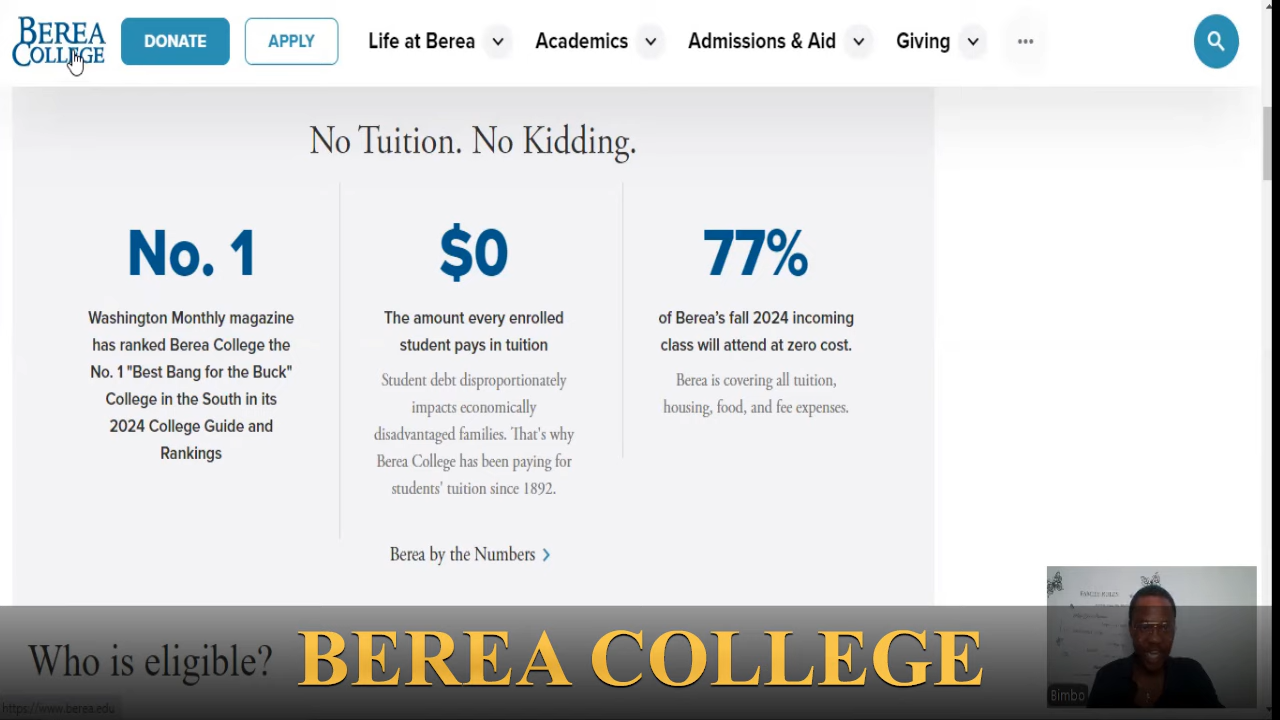 BEREA
COLLEGE
DONATE
APPLY
Life at Berea
Academics
Admissions & Aid
Giving
No Tuition. No Kidding.
No. 1
Washington Monthly magazine
has ranked Berea College the
No. 1 "Best Bang for the Buck"
College in the South in its
2024 College Guide and
Rankings
$0
The amount every enrolled
student pays in tuition
Student debt disproportionately
impacts economically
disadvantaged families. That's why
Berea College has been paying for
students' tuition since 1892.
77%
of Berea's fall 2024 incoming
class will attend at zero cost.
Berea is covering all tuition,
housing, food, and fee expenses.
Berea by the Numbers
Who is eligible?
BEREA COLLEGE
https://www.berea.edu
Bimbo